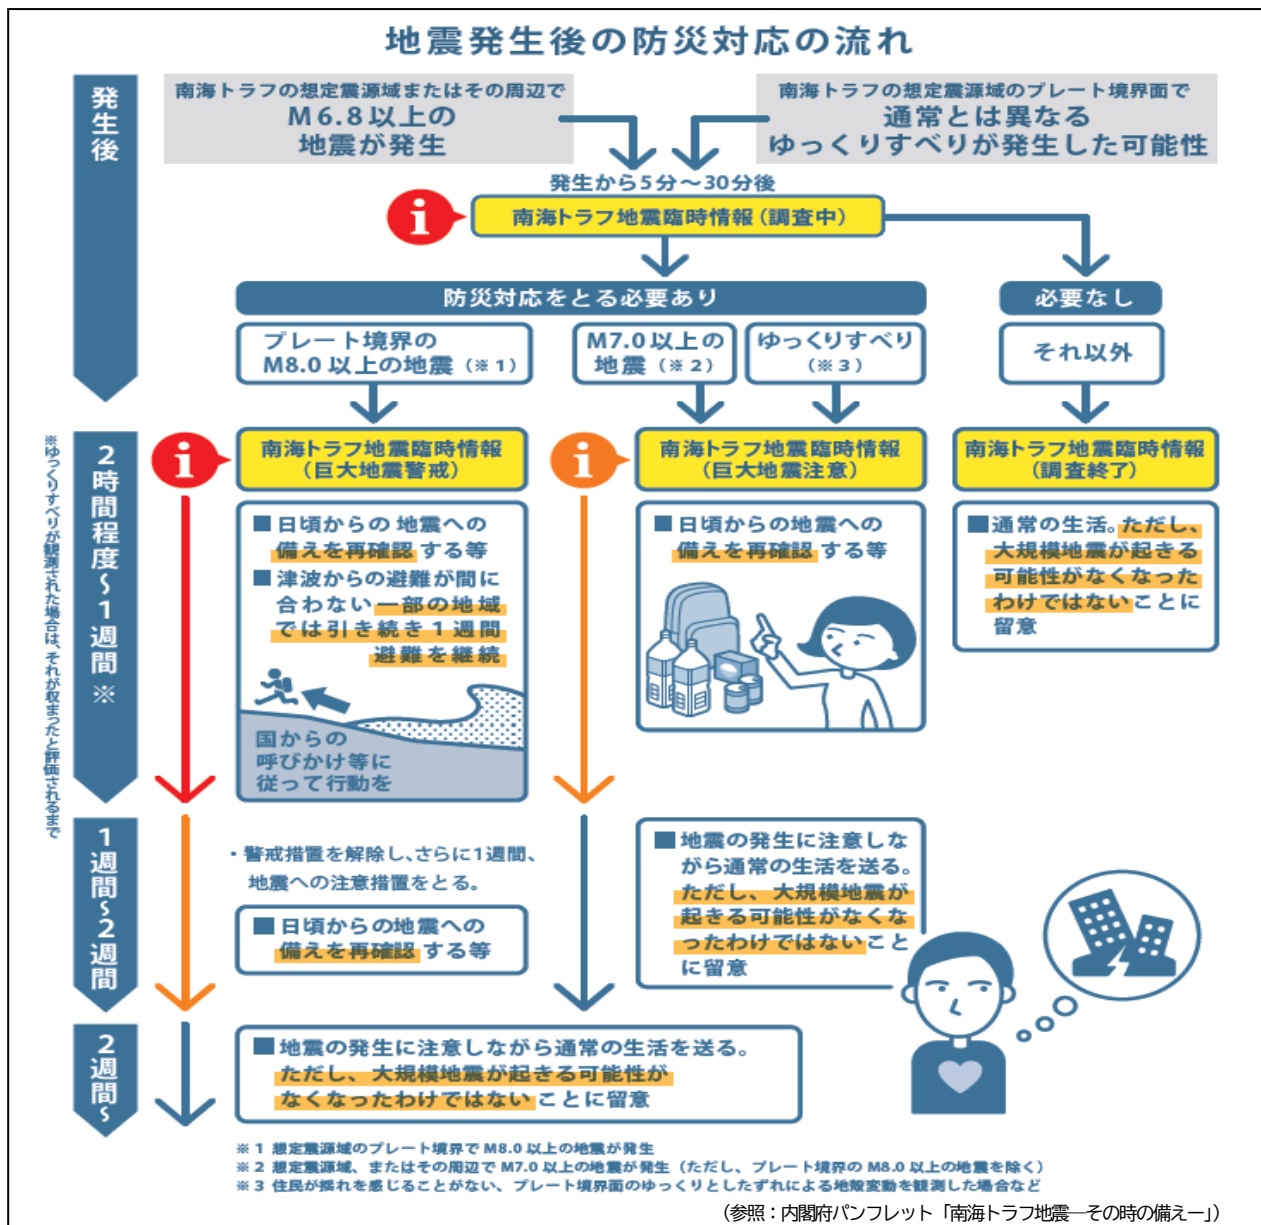 地震発生後の防災対応の流れ
発生後
南海トラフの想定震源域またはその周辺で
M6.8以上の
地震が発生
南海トラフの想定震源域のプレート境界面で
通常とは異なる
ゆっくりすべりが発生した可能性
発生から5分～30分後
i
南海トラフ地震臨時情報(調査中)
防災対応をとる必要あり
必要なし
プレート境界の
M8.0以上の地震(※1)
M7.0以上の
地震(※2)
ゆっくりすべり
(※3)
それ以外
2時間程度～1週間※
※ゆっくりすべりが観測された場合は、それが収まったと評価されるまで
i
南海トラフ地震臨時情報
(巨大地震警戒)
i
南海トラフ地震臨時情報
(巨大地震注意)
南海トラフ地震臨時情報
(調査終了)
■日頃からの地震への
備えを再確認する等
■津波からの避難が間に
合わない一部の地域
では引き続き1週間
避難を継続
国からの
呼びかけ等に
従って行動を
■日頃からの地震への
備えを再確認する等
■通常の生活。ただし、
大規模地震が起きる
可能性がなくなった
わけではないことに
留意
1週間～2週間
・警戒措置を解除し、さらに1週間、
地震への注意措置をとる。
■日頃からの地震への
備えを再確認する等
■地震の発生に注意しな
がら通常の生活を送る。
ただし、大規模地震が
起きる可能性がなくな
ったわけではないこと
に留意
2週間～
■地震の発生に注意しながら通常の生活を送る。
ただし、大規模地震が起きる可能性が
なくなったわけではないことに留意
※1 想定震源域のプレート境界でM8.0以上の地震が発生
※2 想定震源域、またはその周辺でM7.0以上の地震が発生(ただし、プレート境界のM8.0以上の地震を除く)
※3 住民が揺れを感じることがない、プレート境界面のゆっくりとしたずれによる地殻変動を観測した場合など
(参照：内閣府パンフレット「南海トラフ地震―その時の備えー」)